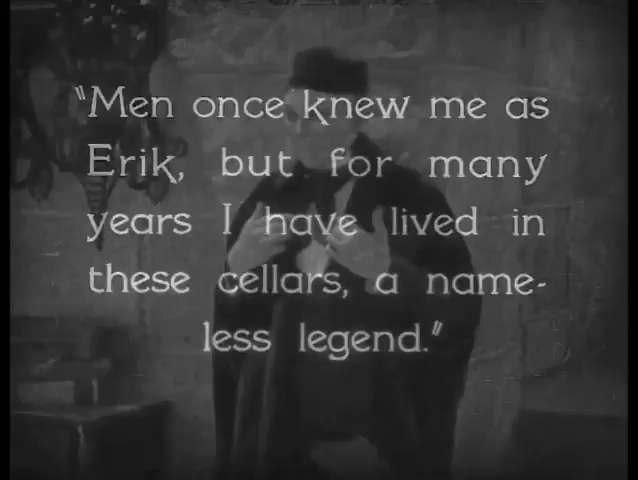 "Men once knew me as
Erik, but for many
years I have lived in
these cellars, a name-
less legend."